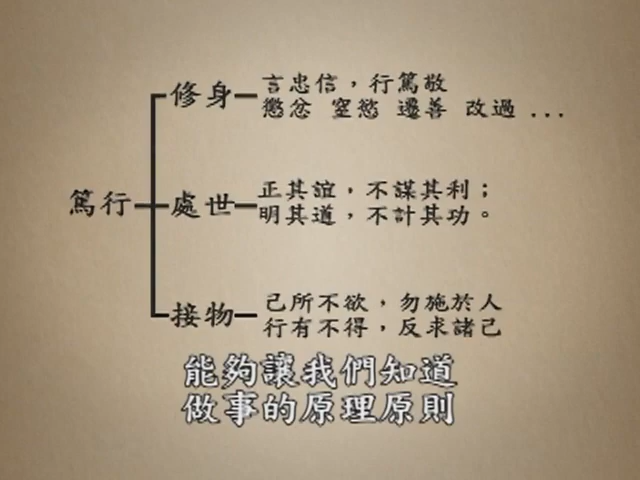 修身
言忠信，行篤敬
懲忿 窒慾 遷善 改過 ...
篤行
處世
正其誼，不謀其利；
明其道，不計其功。
接物
己所不欲，勿施於人
行有不得，反求諸己
能夠讓我們知道
做事的原理原則